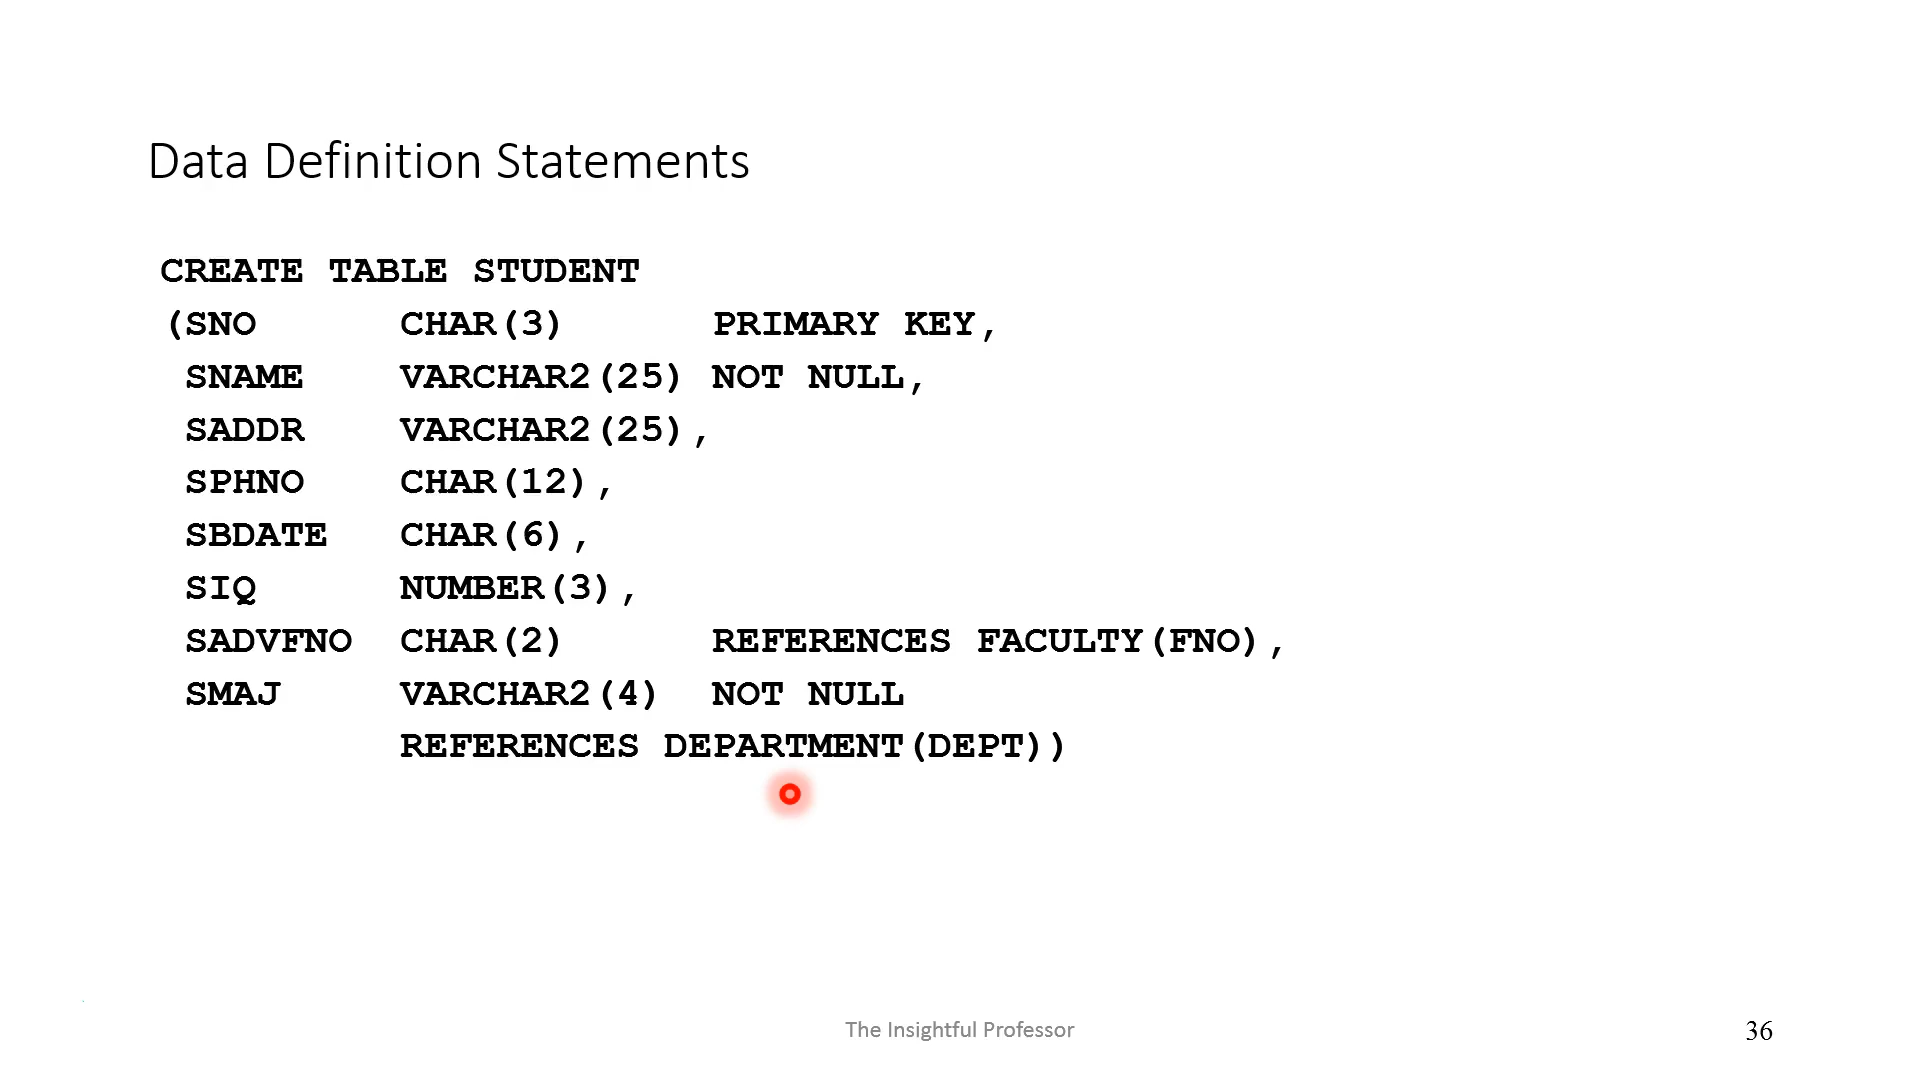 Data Definition Statements
CREATE TABLE STUDENT
(SNO CHAR(3) PRIMARY KEY,
SNAME VARCHAR2(25) NOT NULL,
SADDR VARCHAR2(25),
SPHNO CHAR(12),
SBDATE CHAR(6),
SIQ NUMBER(3),
SADVFNO CHAR(2) REFERENCES FACULTY(FNO),
SMAJ VARCHAR2(4) NOT NULL
REFERENCES DEPARTMENT(DEPT))
The Insightful Professor
36